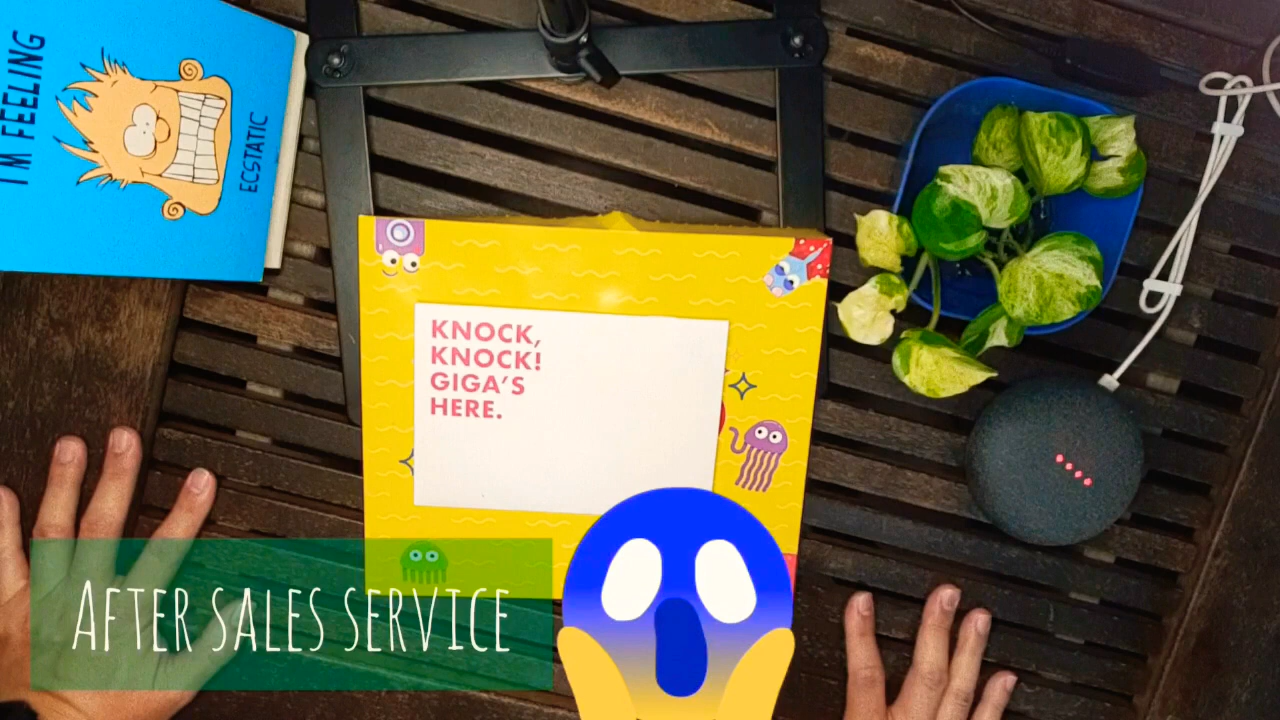 I'M FEELING
ECSTATIC
KNOCK,
KNOCK!
GIGA'S
HERE.
AFTER SALES SERVICE